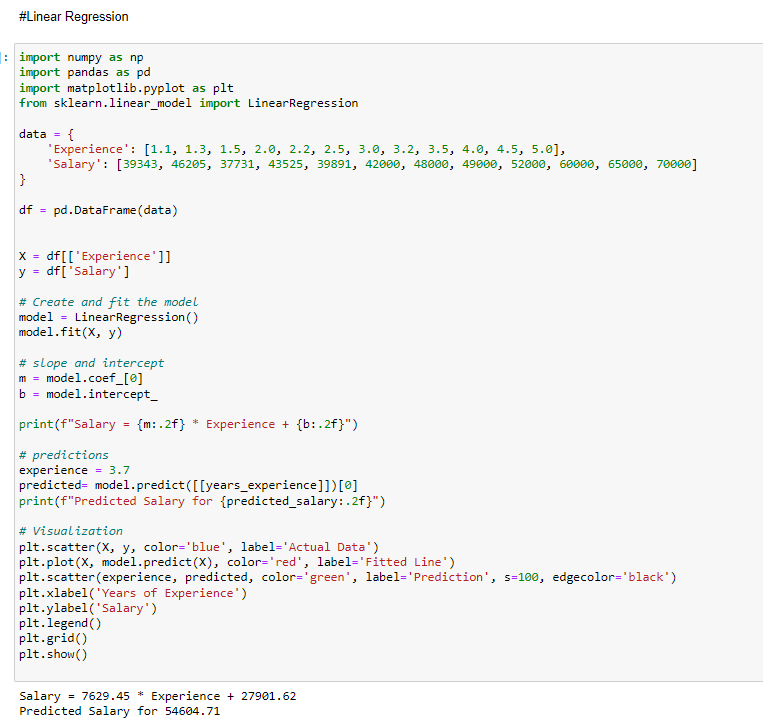 #Linear Regression
]:
import numpy as np
import pandas as pd
import matplotlib.pyplot as plt
from sklearn.linear_model import LinearRegression
data = {
'Experience': [1.1, 1.3, 1.5, 2.0, 2.2, 2.5, 3.0, 3.2, 3.5, 4.0, 4.5, 5.0],
'Salary': [39343, 46205, 37731, 43525, 39891, 42000, 48000, 49000, 52000, 60000, 65000, 70000]
}
df = pd.DataFrame(data)
X = df[['Experience']]
y = df['Salary']
# Create and fit the model
model = LinearRegression()
model.fit(X, y)
# slope and intercept
m = model.coef_[0]
b = model.intercept_
print(f"Salary = {m:.2f} * Experience + {b:.2f}")
# predictions
experience = 3.7
predicted= model.predict([[years_experience]])[0]
print(f"Predicted Salary for {predicted_salary:.2f}")
# Visualization
plt.scatter(X, y, color='blue', label='Actual Data')
plt.plot(X, model.predict(X), color='red', label='Fitted Line')
plt.scatter(experience, predicted, color='green', label='Prediction', s=100, edgecolor='black')
plt.xlabel('Years of Experience')
plt.ylabel('Salary')
plt.legend()
plt.grid()
plt.show()
Salary = 7629.45 * Experience + 27901.62
Predicted Salary for 54604.71